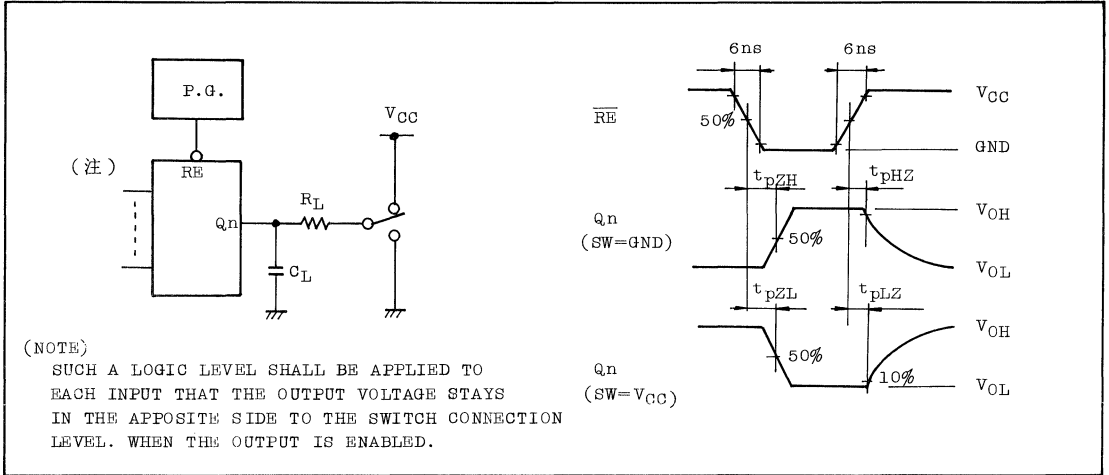 P.G.
(注)
RE
Qn
RL
CL
VCC
(NOTE)
SUCH A LOGIC LEVEL SHALL BE APPLIED TO
EACH INPUT THAT THE OUTPUT VOLTAGE STAYS
IN THE APPOSITE SIDE TO THE SWITCH CONNECTION
LEVEL. WHEN THE OUTPUT IS ENABLED.
6ns 6ns
RE
50%
VCC
GND
tpZH tpHZ
Qn
(SW=GND)
50%
VOH
VOL
tpZL tpLZ
Qn
(SW=VCC)
50%
10%
VOH
VOL